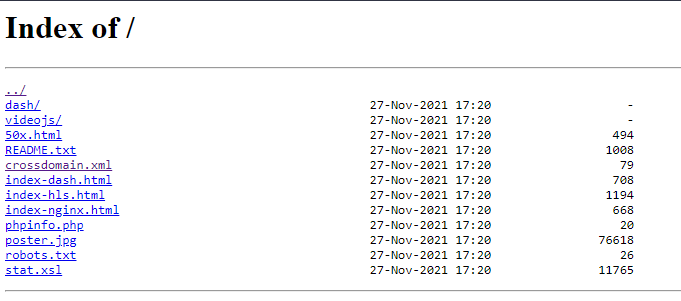 Index of /
../
dash/ 27-Nov-2021 17:20 -
videojs/ 27-Nov-2021 17:20 -
50x.html 27-Nov-2021 17:20 494
README.txt 27-Nov-2021 17:20 1008
crossdomain.xml 27-Nov-2021 17:20 79
index-dash.html 27-Nov-2021 17:20 708
index-hls.html 27-Nov-2021 17:20 1194
index-nginx.html 27-Nov-2021 17:20 668
phpinfo.php 27-Nov-2021 17:20 20
poster.jpg 27-Nov-2021 17:20 76618
robots.txt 27-Nov-2021 17:20 26
stat.xsl 27-Nov-2021 17:20 11765